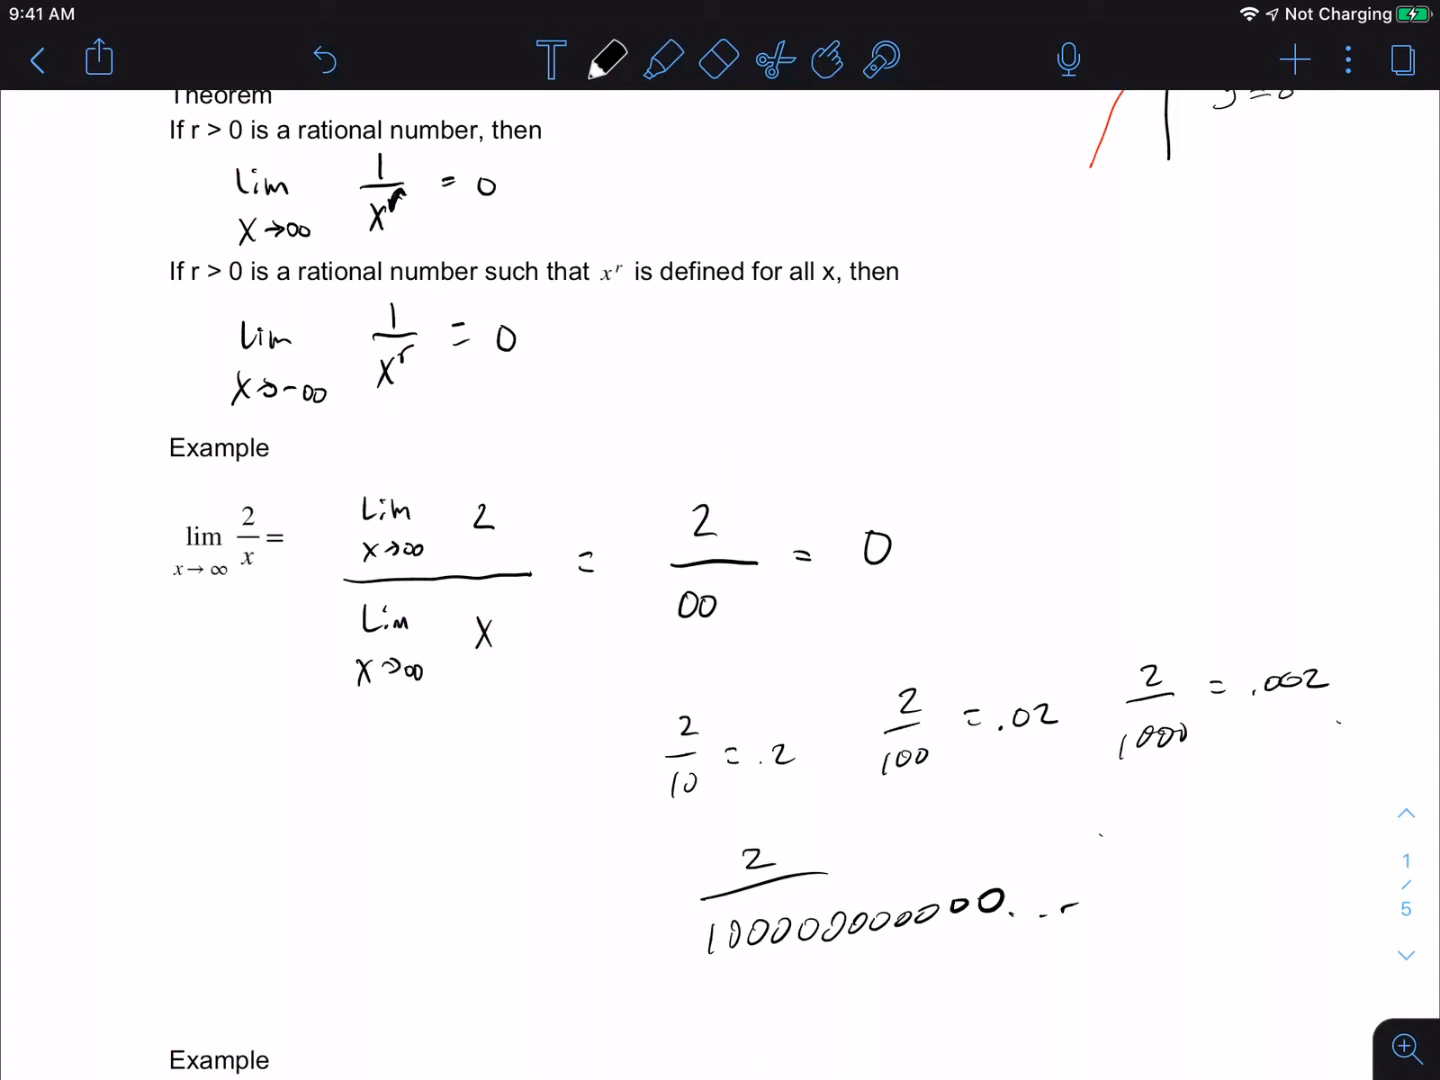 9:41 AM
Not Charging
T
Theorem
y=0
If r > 0 is a rational number, then
lim x→∞ 1/x^r = 0
If r > 0 is a rational number such that x^r is defined for all x, then
lim x→-∞ 1/x^r = 0
Example
lim x→∞ 2/x = (lim x→∞ 2)/(lim x→∞ x) = 2/∞ = 0
2/10 = .2
2/100 = .02
2/1000 = .002
2/100000000000...
1
/
5
Example